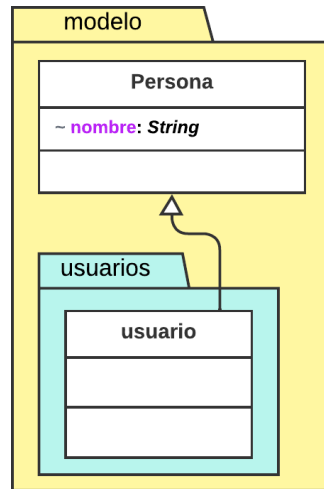 modelo
Persona
~ nombre: String
usuarios
usuario